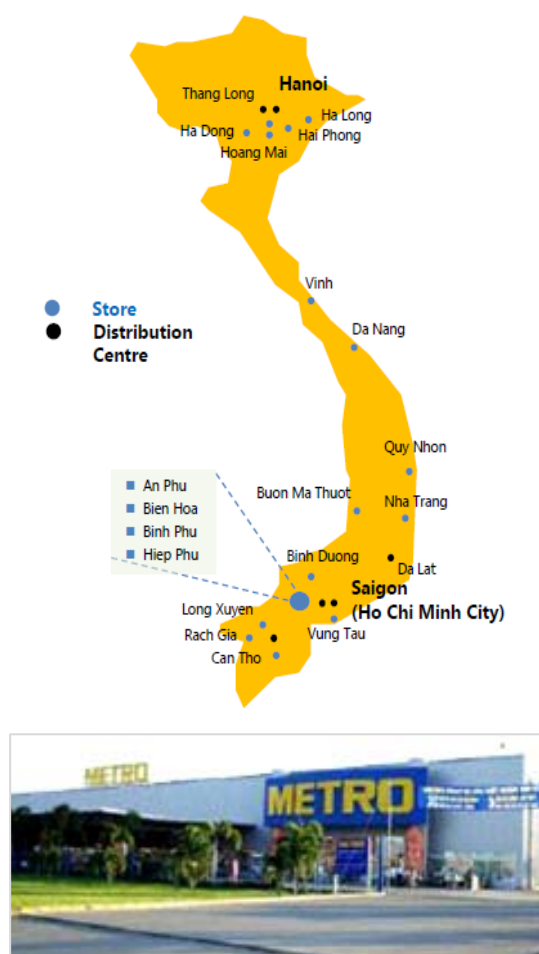 Hanoi
Thang Long
Ha Long
Ha Dong
Hai Phong
Hoang Mai
Vinh
Store
Distribution
Centre
Da Nang
Quy Nhon
An Phu
Bien Hoa
Binh Phu
Hiep Phu
Buon Ma Thuot
Nha Trang
Binh Duong
Da Lat
Saigon
(Ho Chi Minh City)
Long Xuyen
Rach Gia
Vung Tau
Can Tho
METRO
METRO